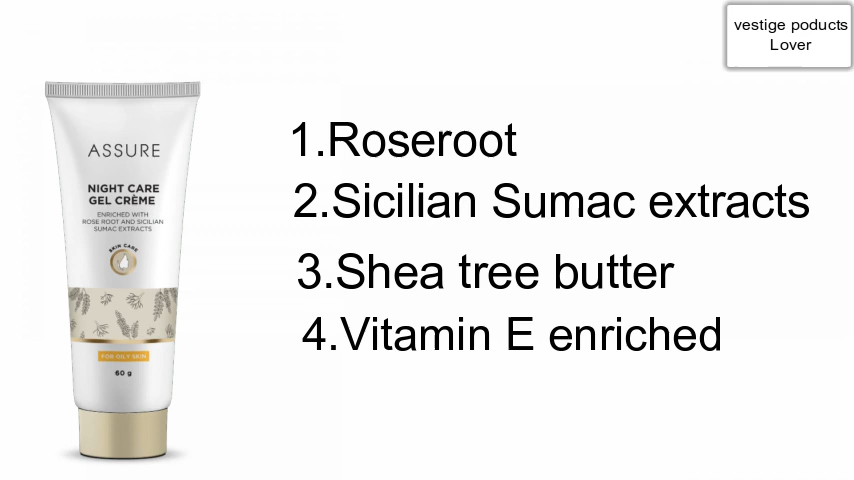 vestige poducts
Lover
ASSURE
NIGHT CARE
GEL CRÈME
ENRICHED WITH
ROSE ROOT AND SICILIAN
SUMAC EXTRACTS
SKIN CARE
FOR OILY SKIN
60 g
1.Roseroot
2.Sicilian Sumac extracts
3.Shea tree butter
4.Vitamin E enriched